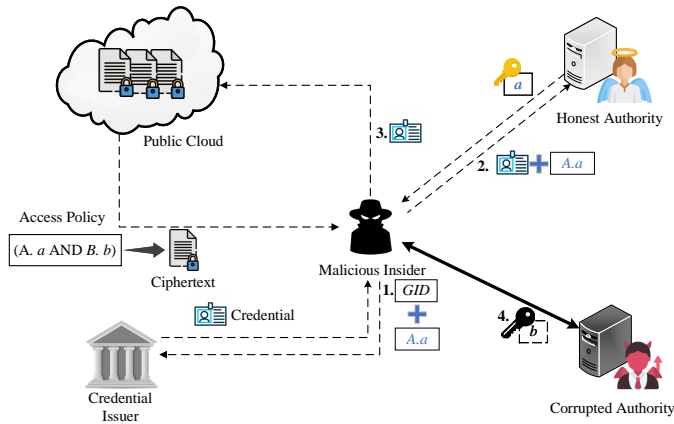 a
Honest Authority
3.
Public Cloud
2.
A.a
Access Policy
(A. a AND B. b)
Ciphertext
Malicious Insider
1. GID
Credential
A.a
4.
b
Credential
Issuer
Corrupted Authority